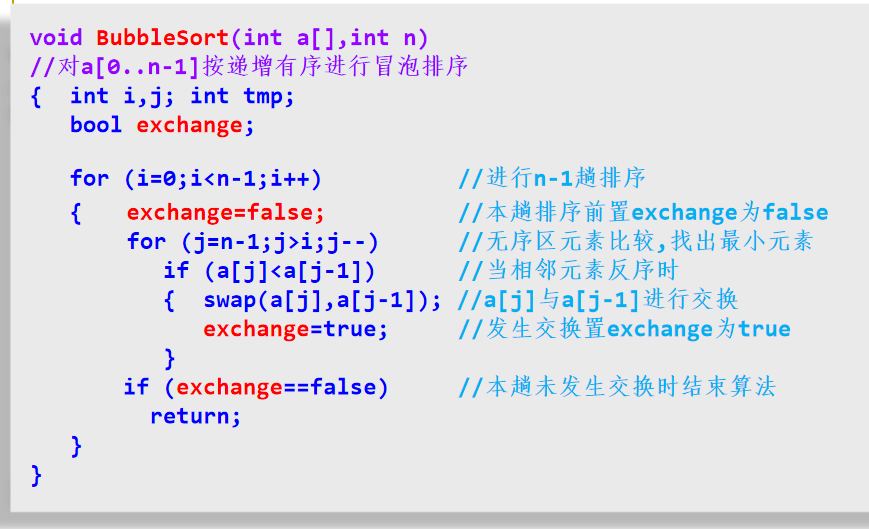 void BubbleSort(int a[],int n)
//对a[0..n-1]按递增有序进行冒泡排序
{ int i,j; int tmp;
bool exchange;
for (i=0;i<n-1;i++) //进行n-1趟排序
{ exchange=false; //本趟排序前置exchange为false
for (j=n-1;j>i;j--) //无序区元素比较,找出最小元素
if (a[j]<a[j-1]) //当相邻元素反序时
{ swap(a[j],a[j-1]); //a[j]与a[j-1]进行交换
exchange=true; //发生交换置exchange为true
}
if (exchange==false) //本趟未发生交换时结束算法
return;
}
}